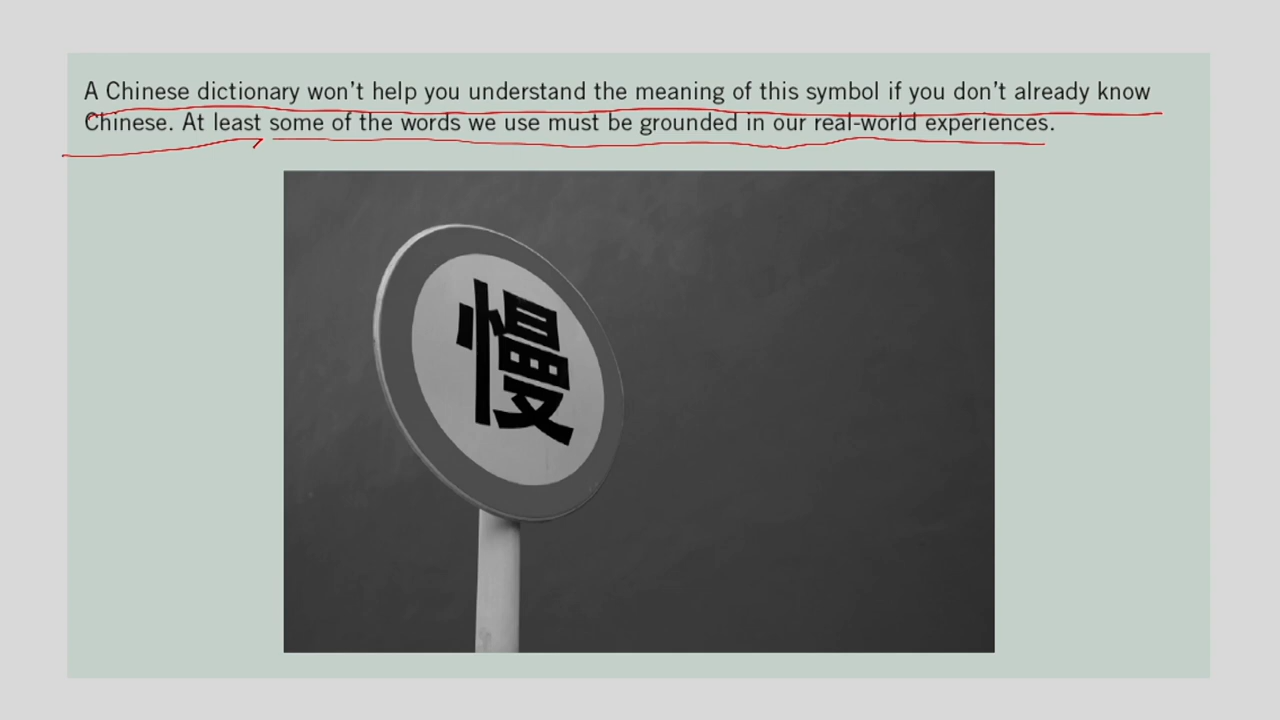 A Chinese dictionary won't help you understand the meaning of this symbol if you don't already know
Chinese. At least some of the words we use must be grounded in our real-world experiences.
慢